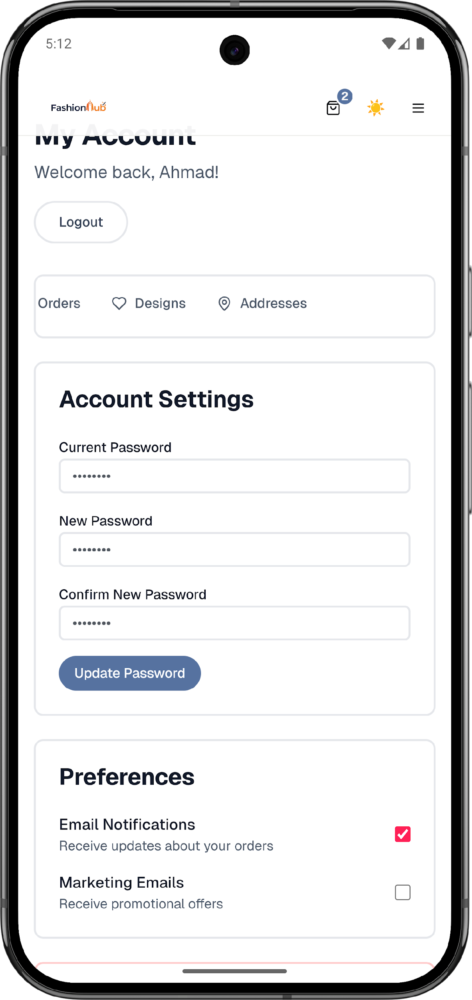 5:12
FashionHub
2
My Account
Welcome back, Ahmad!
Logout
Orders Designs Addresses
Account Settings
Current Password
••••••••
New Password
••••••••
Confirm New Password
••••••••
Update Password
Preferences
Email Notifications
Receive updates about your orders
Marketing Emails
Receive promotional offers